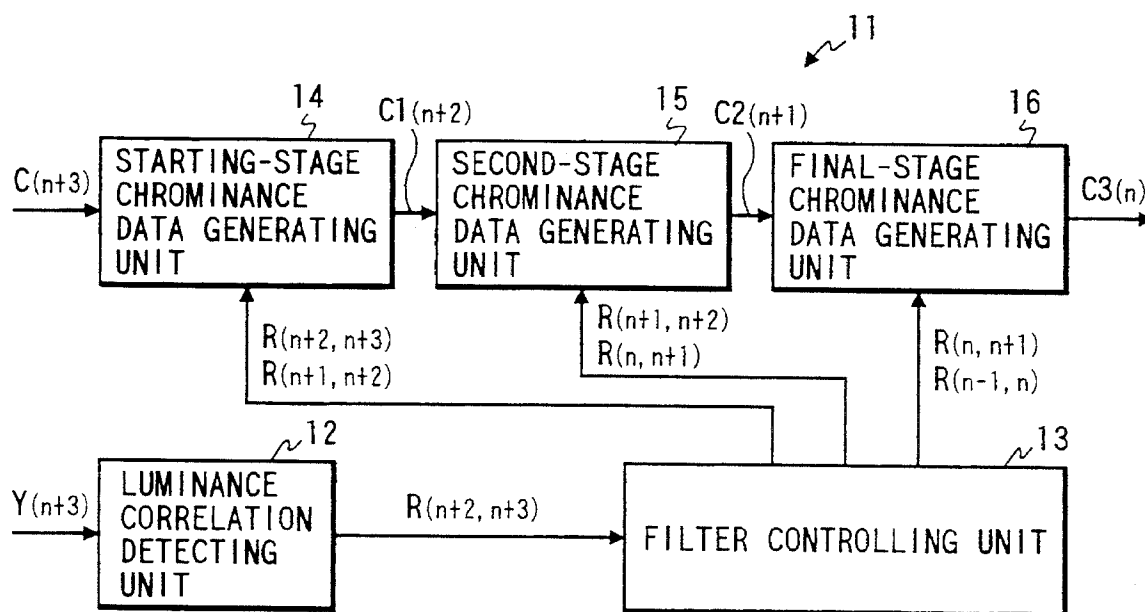 11
14
C1(n+2)
15
C2(n+1)
16
C(n+3)
STARTING-STAGE
CHROMINANCE
DATA GENERATING
UNIT
SECOND-STAGE
CHROMINANCE
DATA GENERATING
UNIT
FINAL-STAGE
CHROMINANCE
DATA GENERATING
UNIT
C3(n)
R(n+2, n+3)
R(n+1, n+2)
R(n+1, n+2)
R(n, n+1)
R(n, n+1)
R(n-1, n)
12
13
Y(n+3)
LUMINANCE
CORRELATION
DETECTING
UNIT
R(n+2, n+3)
FILTER CONTROLLING UNIT